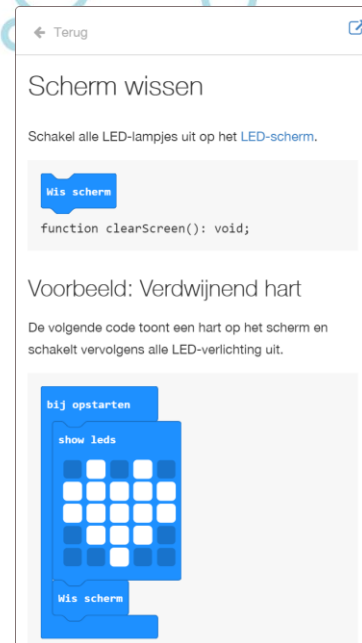 Terug
Scherm wissen
Schakel alle LED-lampjes uit op het LED-scherm.
Wis scherm
function clearScreen(): void;
Voorbeeld: Verdwijnend hart
De volgende code toont een hart op het scherm en
schakelt vervolgens alle LED-verlichting uit.
bij opstarten
show leds
Wis scherm